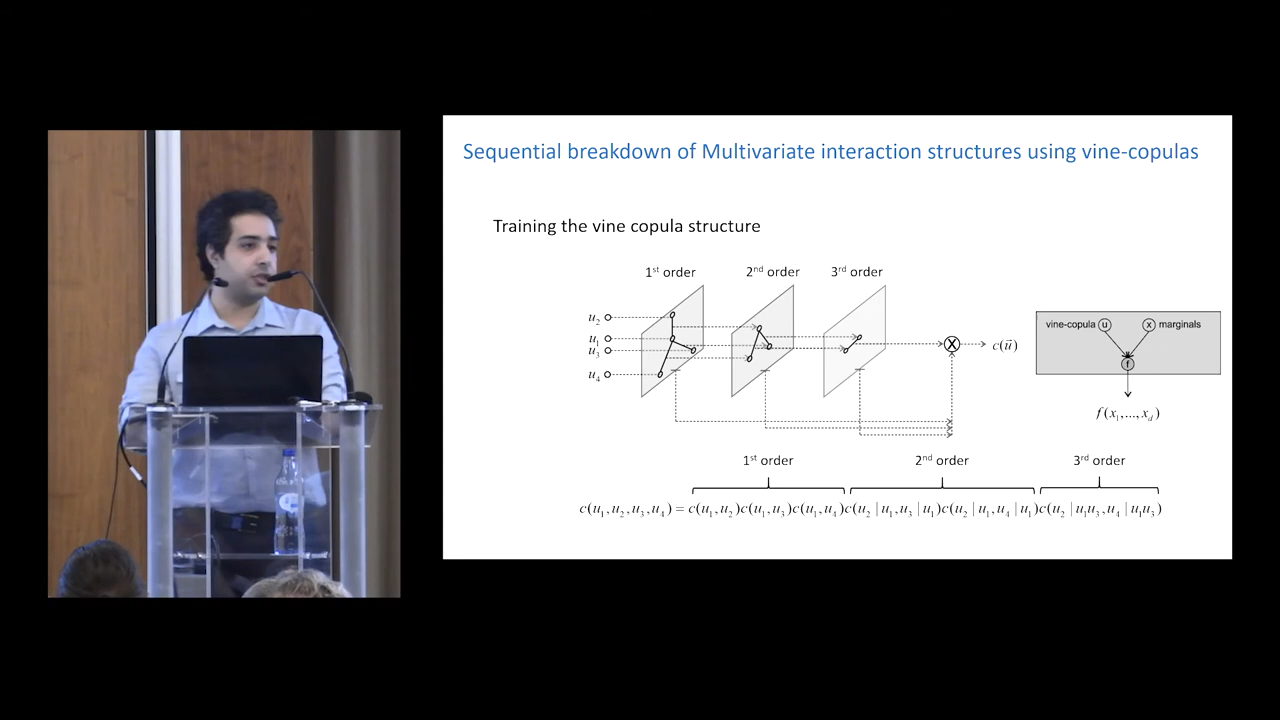 Sequential breakdown of Multivariate interaction structures using vine-copulas
Training the vine copula structure
1st order 2nd order 3rd order
u2
u1
u3
u4
X
c(u⃗)
vine-copula u x marginals
f
f(x1,...,xd)
1st order 2nd order 3rd order
c(u1,u2,u3,u4) = c(u1,u2)c(u1,u3)c(u1,u4)c(u2 | u1,u3 | u1)c(u2 | u1,u4 | u1)c(u2 | u1u3,u4 | u1u3)